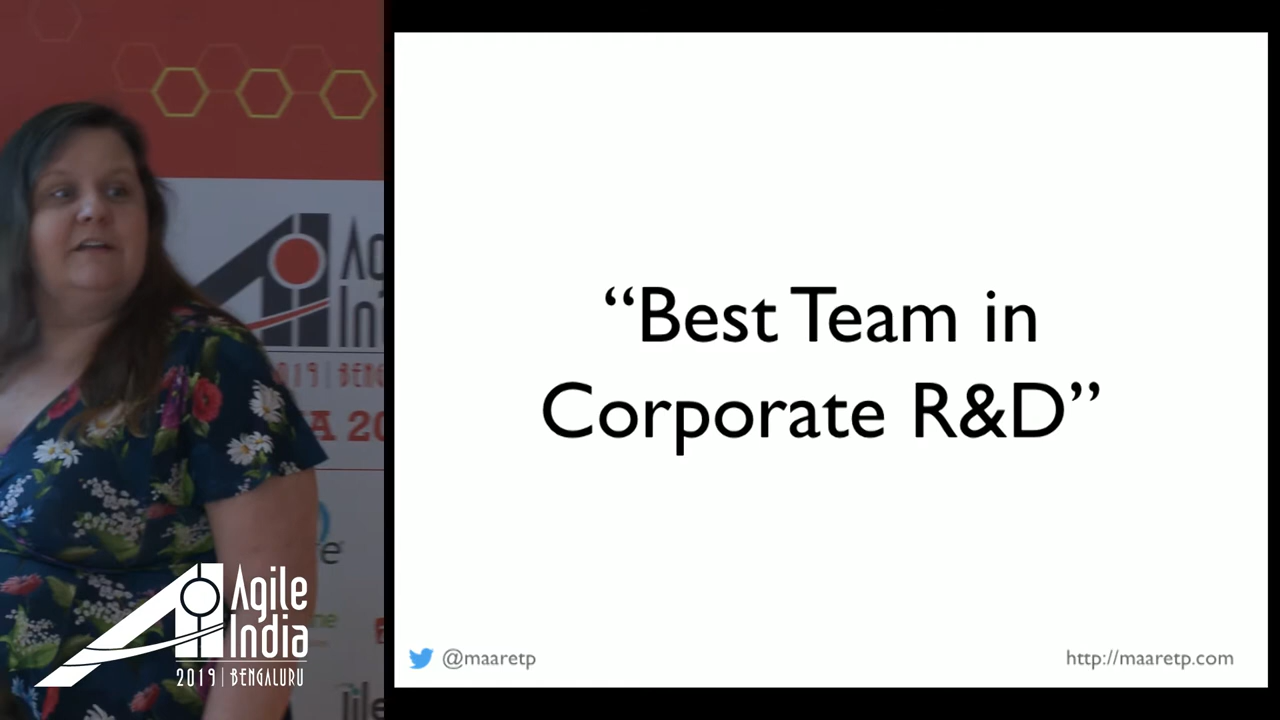 “Best Team in
Corporate R&D”
@maaretp
http://maaretp.com
Agile
India
2019 | BENGALURU